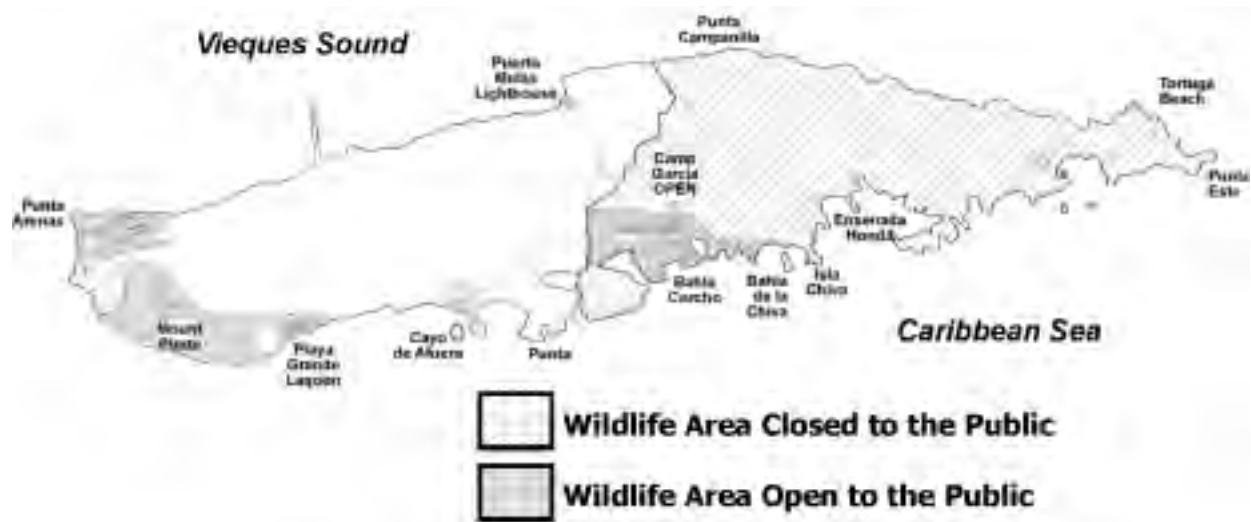 Punta
Campanilla
Vieques Sound
Puerto
Mulas
Lighthouse
Tortuga
Beach
Camp
Garcia
OPEN
Punta
Este
Punta
Arenas
Ensenada
Honda
Bahia
Corcho
Bahia
de la
Chiva
Isla
Chiva
Mount
Pirata
Playa
Grande
Lagoon
Cayo
de Afuera
Punta
Caribbean Sea
Wildlife Area Closed to the Public
Wildlife Area Open to the Public